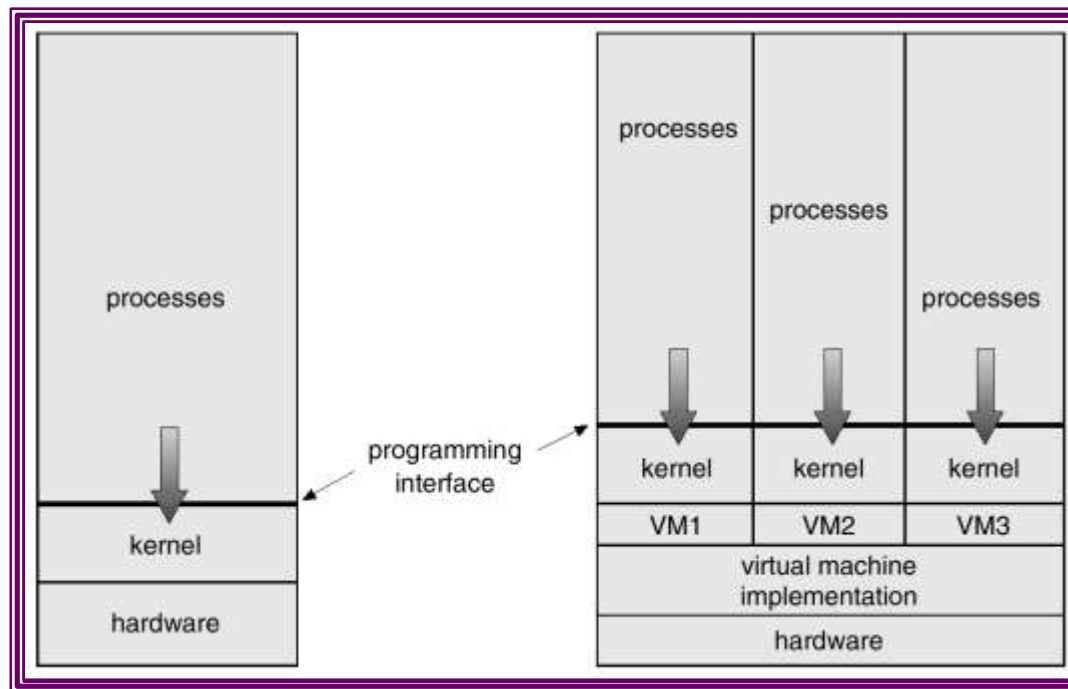 processes
kernel
hardware
programming
interface
processes
processes
processes
kernel
kernel
kernel
VM1
VM2
VM3
virtual machine
implementation
hardware